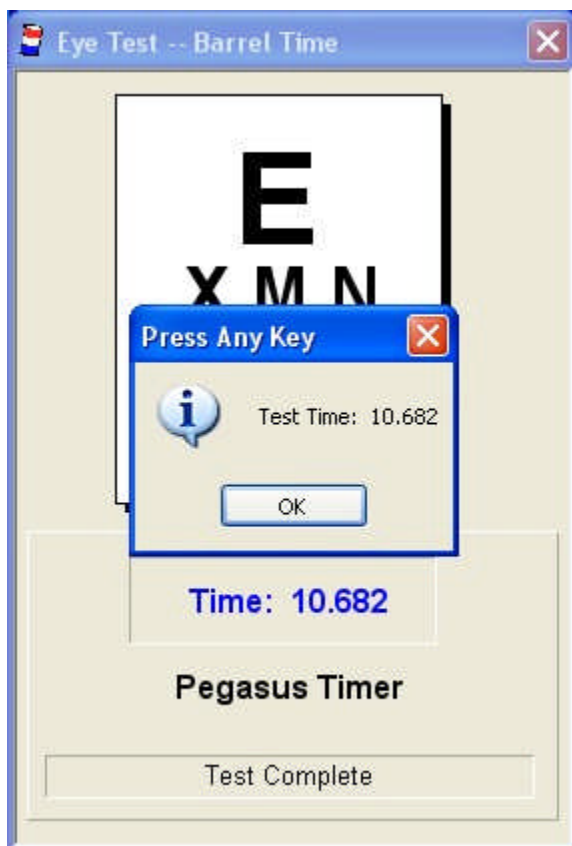 Eye Test -- Barrel Time
E
X M N
Press Any Key
Test Time: 10.682
OK
Time: 10.682
Pegasus Timer
Test Complete